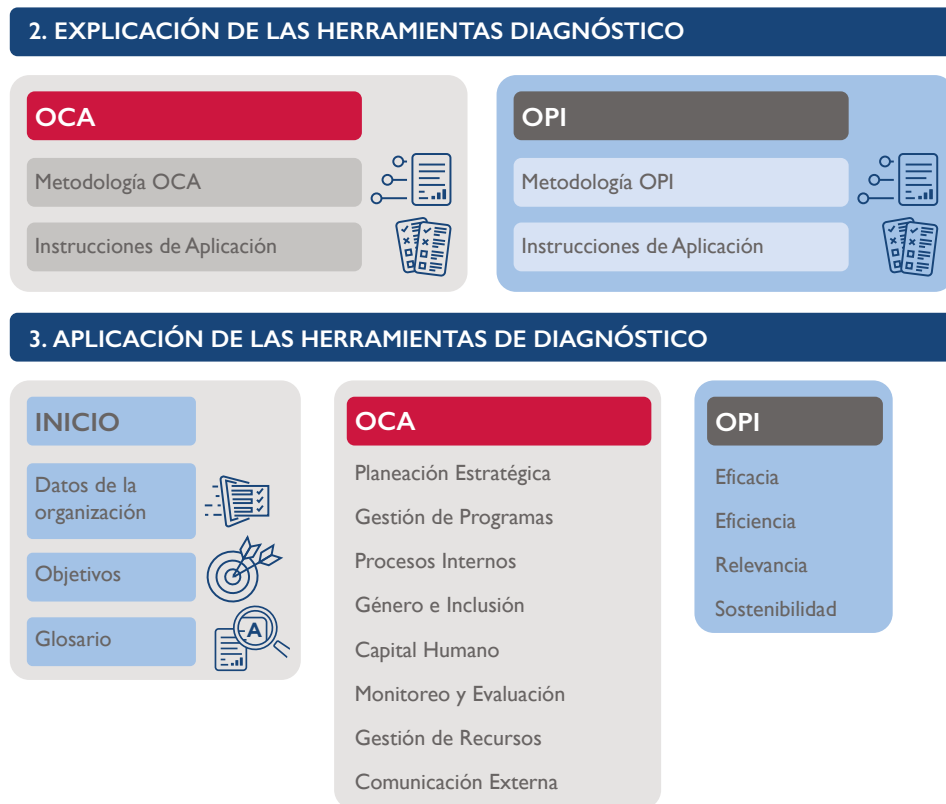 2. EXPLICACIÓN DE LAS HERRAMIENTAS DIAGNÓSTICO
OCA
Metodología OCA
Instrucciones de Aplicación
OPI
Metodología OPI
Instrucciones de Aplicación
3. APLICACIÓN DE LAS HERRAMIENTAS DE DIAGNÓSTICO
INICIO
Datos de la
organización
Objetivos
Glosario
A
OCA
Planeación Estratégica
Gestión de Programas
Procesos Internos
Género e Inclusión
Capital Humano
Monitoreo y Evaluación
Gestión de Recursos
Comunicación Externa
OPI
Eficacia
Eficiencia
Relevancia
Sostenibilidad